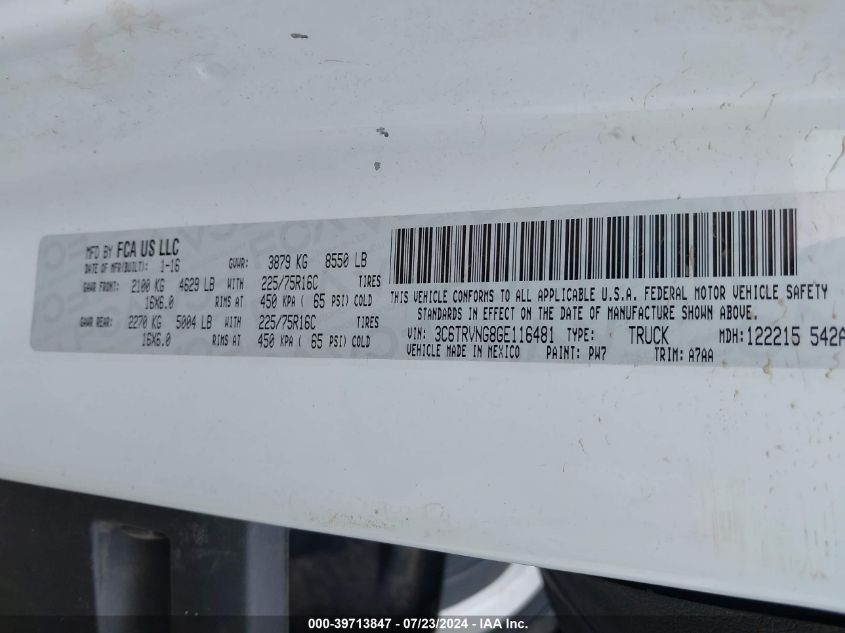 MFD BY FCA US LLC
DATE OF MFR(BUILT): 1-16 GVWR: 3879 KG 8550 LB
GAWR FRONT: 2100 KG 4629 LB WITH 225/75R16C TIRES
16X6.0 RIMS AT 450 KPA ( 65 PSI) COLD
GAWR REAR: 2270 KG 5004 LB WITH 225/75R16C TIRES
16X6.0 RIMS AT 450 KPA ( 65 PSI) COLD
THIS VEHICLE CONFORMS TO ALL APPLICABLE U.S.A. FEDERAL MOTOR VEHICLE SAFETY
STANDARDS IN EFFECT ON THE DATE OF MANUFACTURE SHOWN ABOVE.
VIN: 3C6TRVNG8GE116481 TYPE: TRUCK MDH: 122215 542A
VEHICLE MADE IN MEXICO PAINT: PW7 TRIM: A7AA
000-39713847 - 07/23/2024 - IAA Inc.